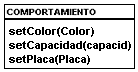 COMPORTAMIENTO
setColor(Color)
setCapacidad(capacid)
setPlaca(Placa)